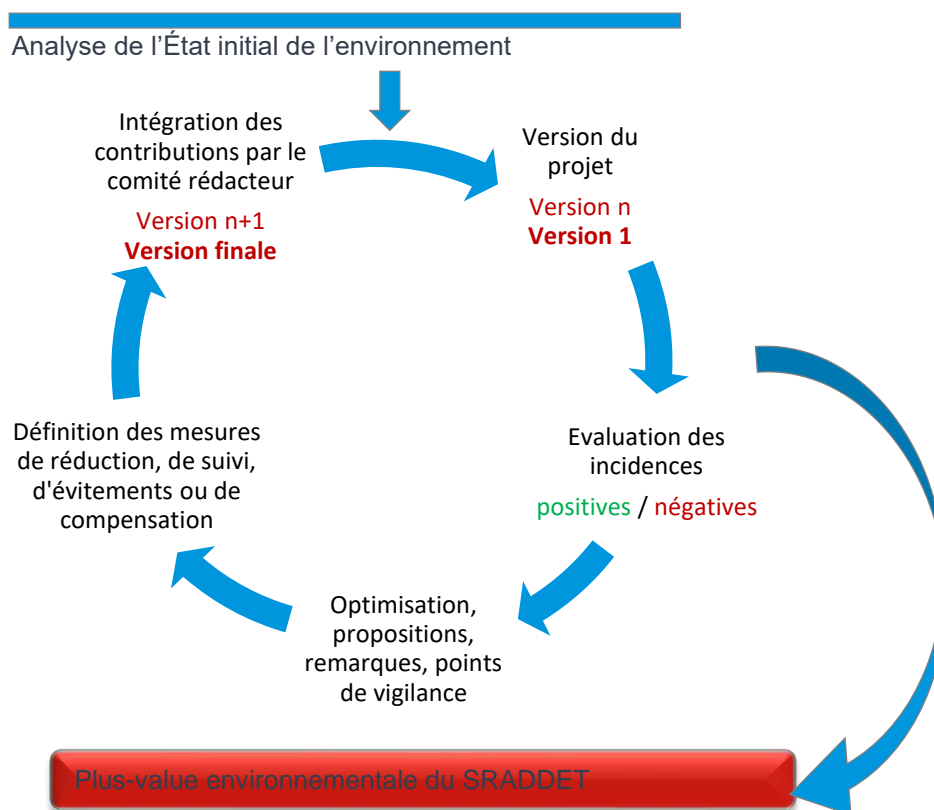 Analyse de l’État initial de l’environnement
Intégration des
contributions par le
comité rédacteur
Version n+1
Version finale
Version du
projet
Version n
Version 1
Evaluation des
incidences
positives / négatives
Optimisation,
propositions,
remarques, points
de vigilance
Définition des mesures
de réduction, de suivi,
d'évitements ou de
compensation
Plus-value environnementale du SRADDET